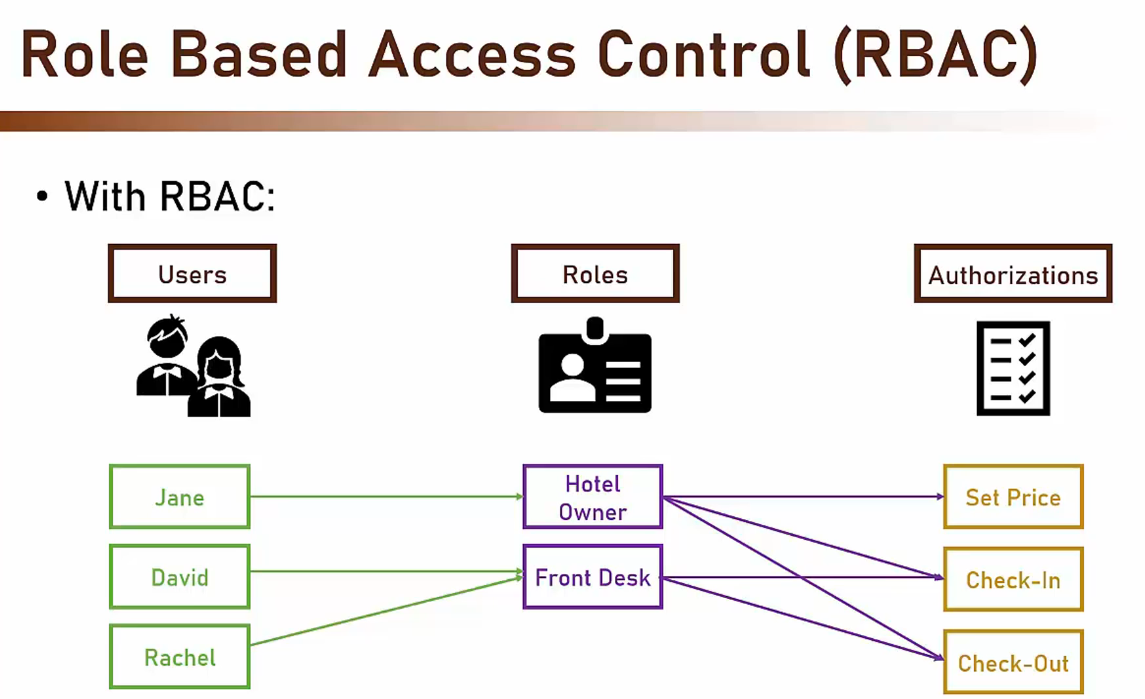 Role Based Access Control (RBAC)
• With RBAC:
Users
Roles
Authorizations
Jane
Hotel
Owner
Set Price
David
Front Desk
Check-In
Rachel
Check-Out